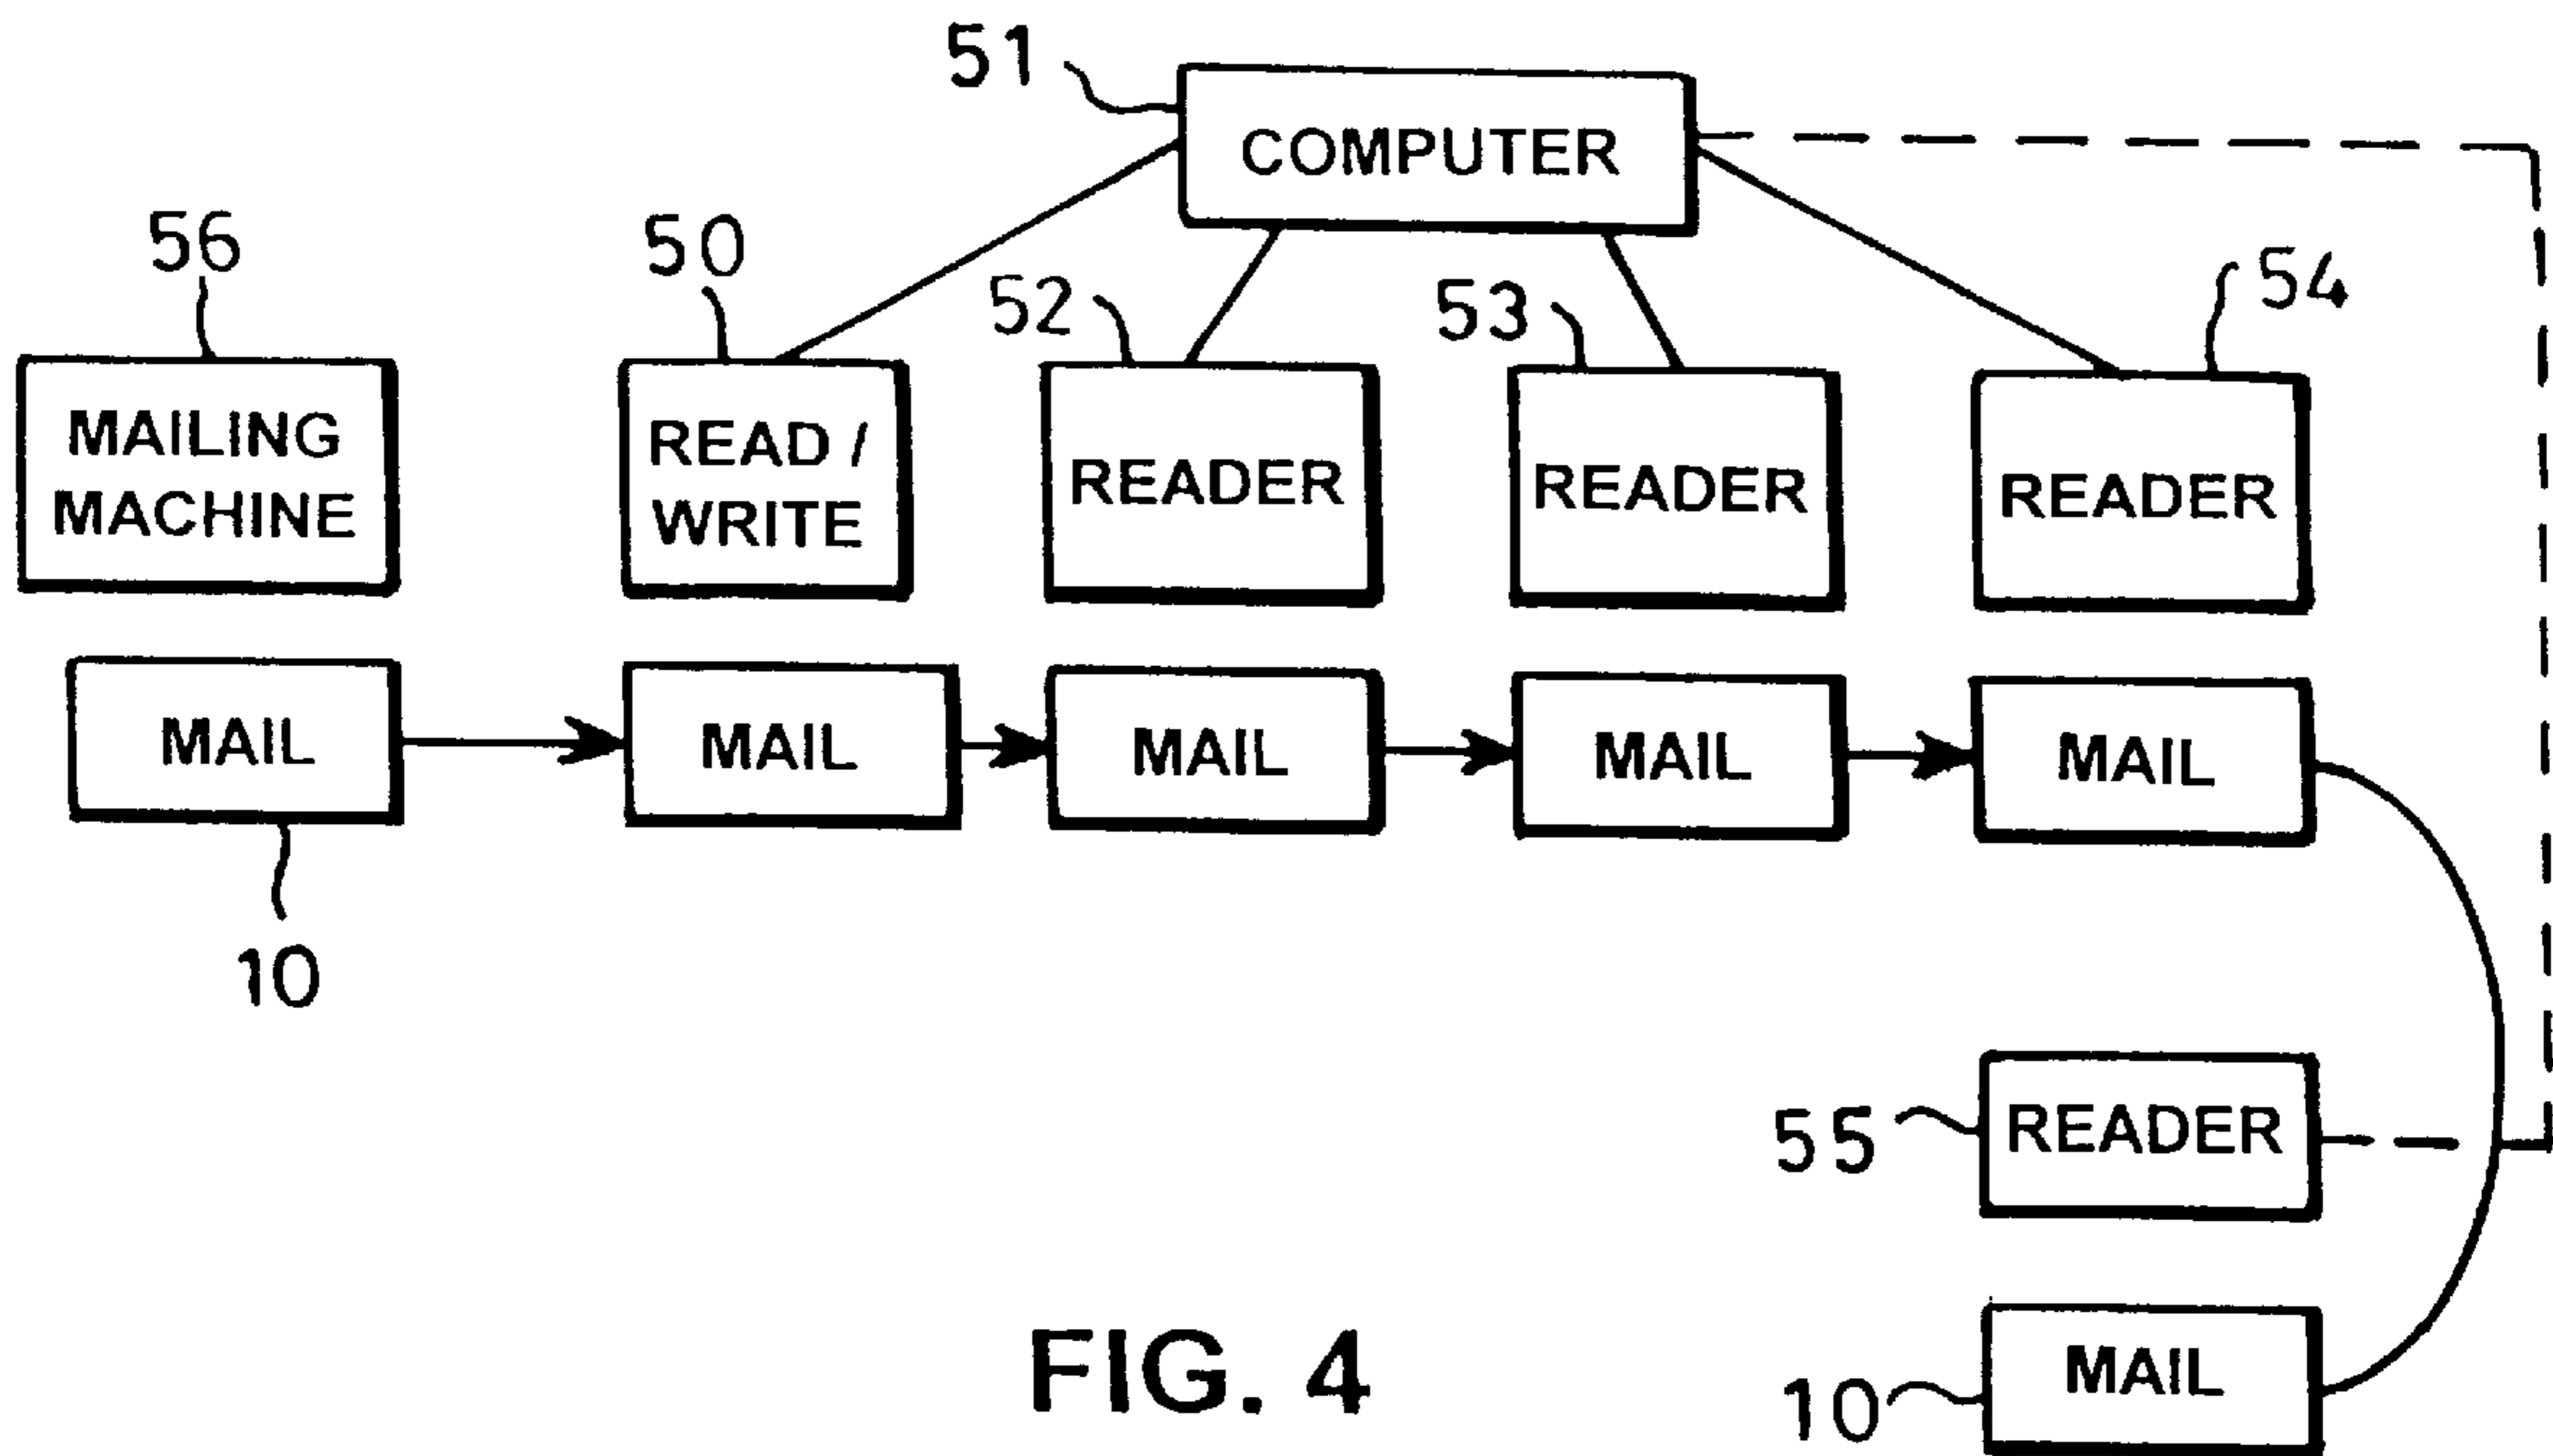 51
COMPUTER
56
50
52
53
54
MAILING
MACHINE
READ /
WRITE
READER
READER
READER
MAIL
MAIL
MAIL
MAIL
MAIL
10
55
READER
10
MAIL
FIG. 4